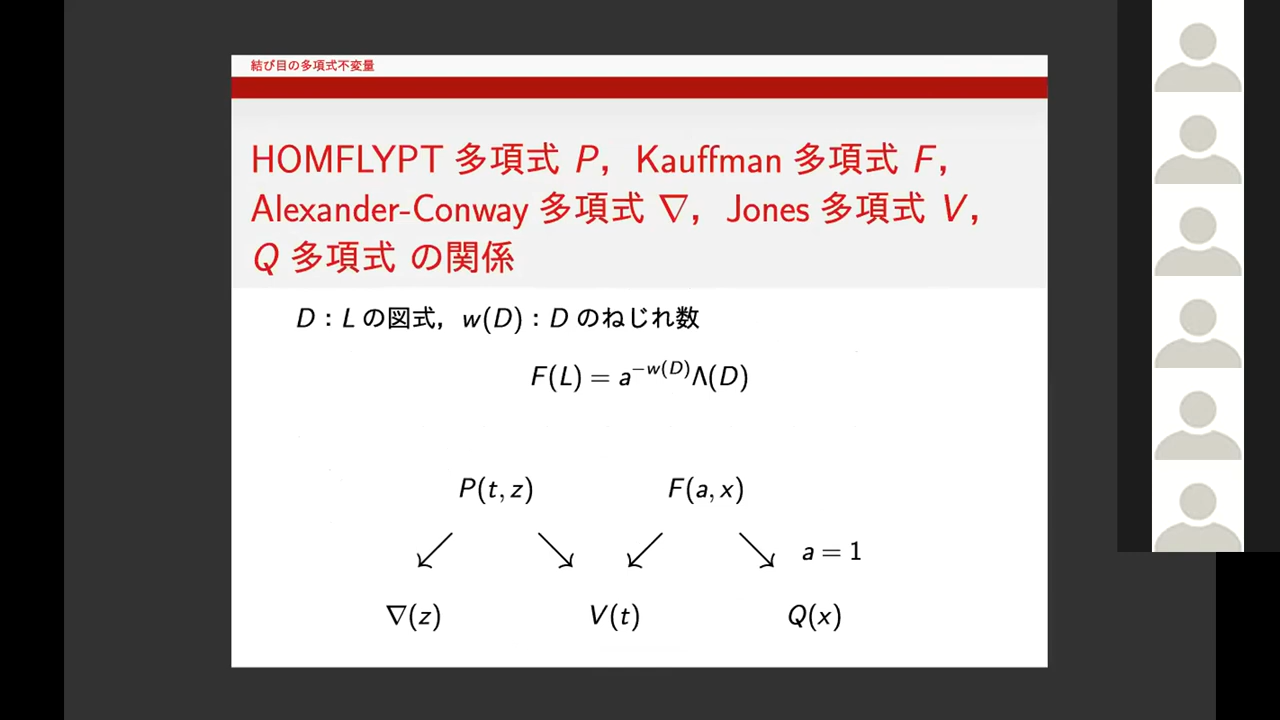 結び目の多項式不変量
HOMFLYPT 多項式 P，Kauffman 多項式 F，
Alexander-Conway 多項式 ∇，Jones 多項式 V，
Q 多項式 の関係
D : L の図式，w(D) : D のねじれ数
F(L) = a^{−w(D)}Λ(D)
P(t, z) F(a, x)
↙ ↘ ↙ ↘ a = 1
∇(z) V(t) Q(x)